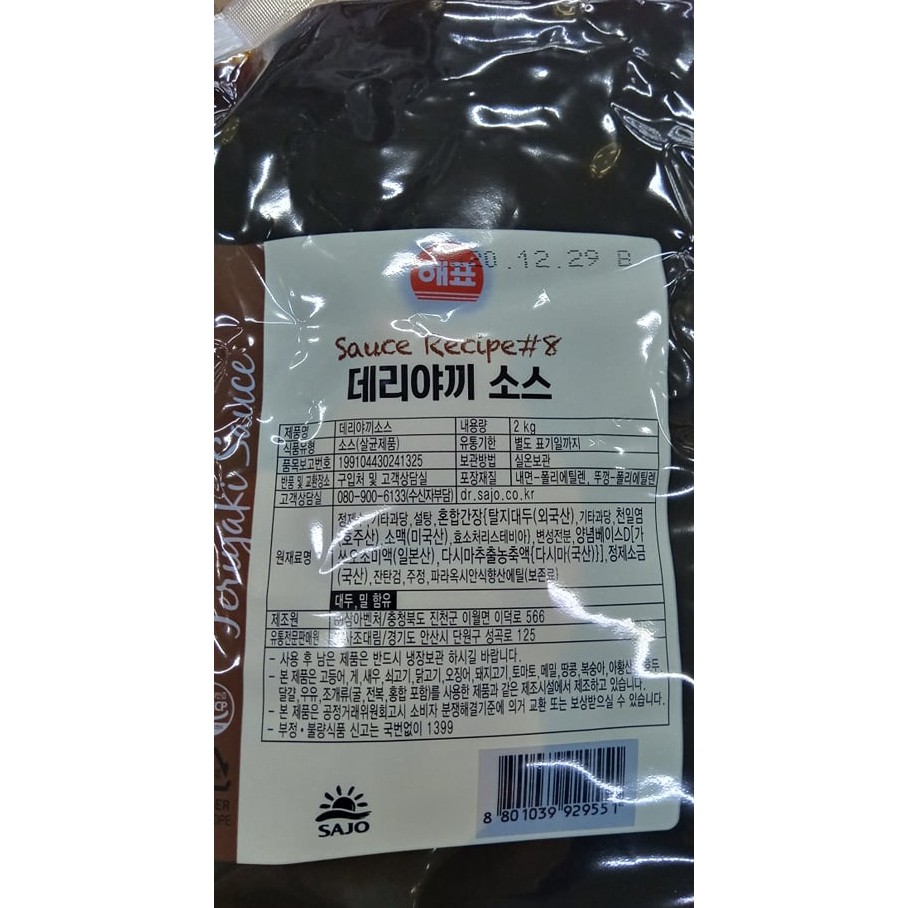 20.12.29 B
해표
Sauce Recipe#8
데리야끼 소스
Teriyaki Sauce
제품명 데리야끼소스 내용량 2 kg
식품유형 소스(살균제품) 유통기한 별도 표기일까지
품목보고번호 199104430241325 보관방법 실온보관
반품 및 교환장소 구입처 및 고객상담실 포장재질 내면-폴리에틸렌, 뚜껑-폴리에틸렌
고객상담실 080-900-6133(수신자부담) dr.sajo.co.kr
원재료명 기타과당, 설탕, 혼합간장{탈지대두(외국산), 기타과당, 천일염
(호주산), 소맥(미국산), 효소처리스테비아}, 변성전분, 양념베이스D[가
쓰오조미액(일본산), 다시마추출농축액{다시마(국산)}], 정제소금
(국산), 잔탄검, 주정, 파라옥시안식향산에틸(보존료)
대두, 밀 함유
제조원 삼아벤처/충청북도 진천군 이월면 이덕로 566
유통전문판매원 사조대림/경기도 안산시 단원구 성곡로 125
- 사용 후 남은 제품은 반드시 냉장보관 하시길 바랍니다.
- 본 제품은 고등어, 게, 새우, 쇠고기, 닭고기, 오징어, 돼지고기, 토마토, 메밀, 땅콩, 복숭아, 아황산
달걀, 우유, 조개류(굴, 전복, 홍합 포함)를 사용한 제품과 같은 제조시설에서 제조하고 있습니다.
- 본 제품은 공정거래위원회고시 소비자 분쟁해결기준에 의거 교환 또는 보상받으실 수 있습니다.
- 부정·불량식품 신고는 국번없이 1399
SAJO
8 801039 929551